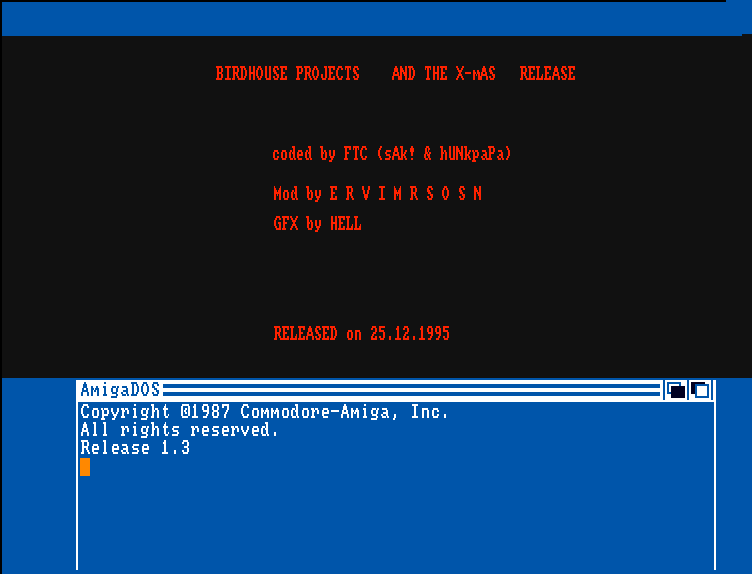 BIRDHOUSE PROJECTS AND THE X-mAS RELEASE
coded by FTC (sAk! & hUNkpaPa)
Mod by E R V I M R S O S N
GFX by HELL
RELEASED on 25.12.1995
AmigaDOS
Copyright ©1987 Commodore-Amiga, Inc.
All rights reserved.
Release 1.3